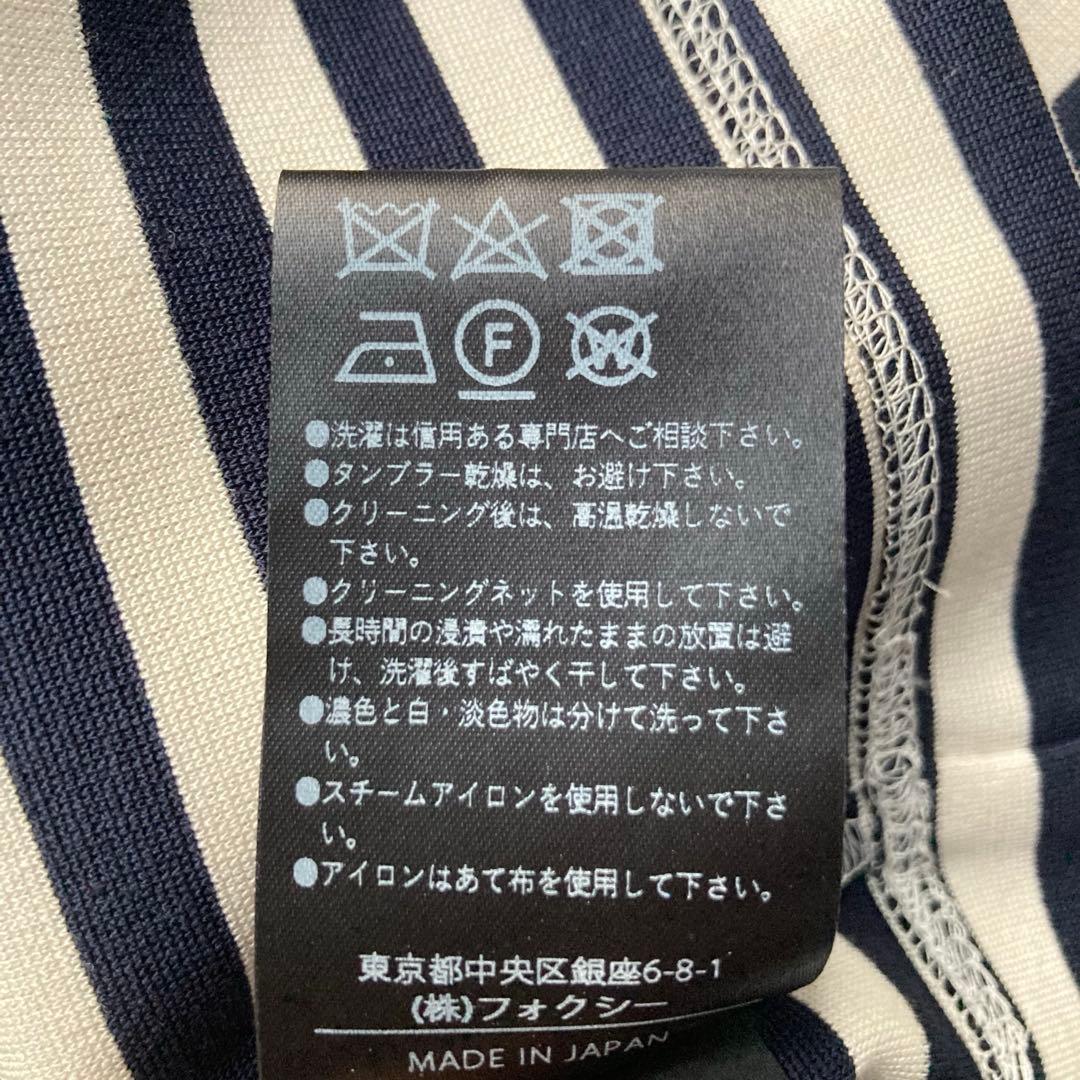 F W
●洗濯は信用ある専門店へご相談下さい。
●タンブラー乾燥は、お避け下さい。
●クリーニング後は、高温乾燥しないで
下さい。
●クリーニングネットを使用して下さい。
●長時間の浸漬や濡れたままの放置は避
け、洗濯後すばやく干して下さい。
●濃色と白・淡色物は分けて洗って下さ
い。
●スチームアイロンを使用しないで下さ
い。
●アイロンはあて布を使用して下さい。
東京都中央区銀座6-8-1
(株)フォクシー
MADE IN JAPAN